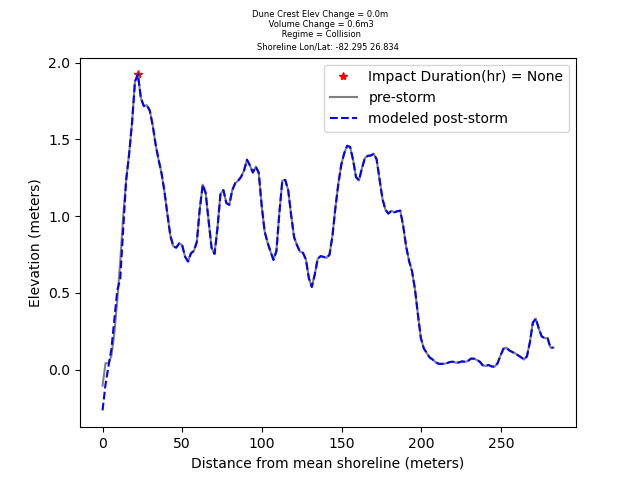 Dune Crest Elev Change = 0.0m
Volume Change = 0.6m3
Regime = Collision
Shoreline Lon/Lat: -82.295 26.834
Impact Duration(hr) = None
pre-storm
modeled post-storm
Elevation (meters)
2.0
1.5
1.0
0.5
0.0
0 50 100 150 200 250
Distance from mean shoreline (meters)